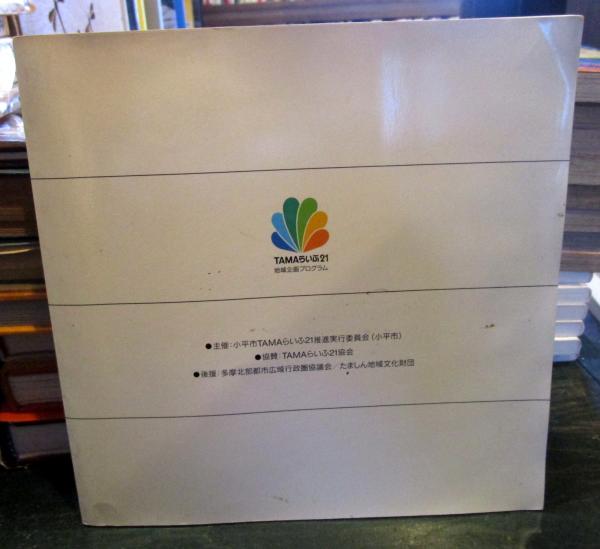 TAMAらいふ21
地域企画プログラム
●主催:小平市TAMAらいふ21推進実行委員会(小平市)
●協賛:TAMAらいふ21協会
●後援:多摩北部都市広域行政圏協議会/たましん地域文化財団